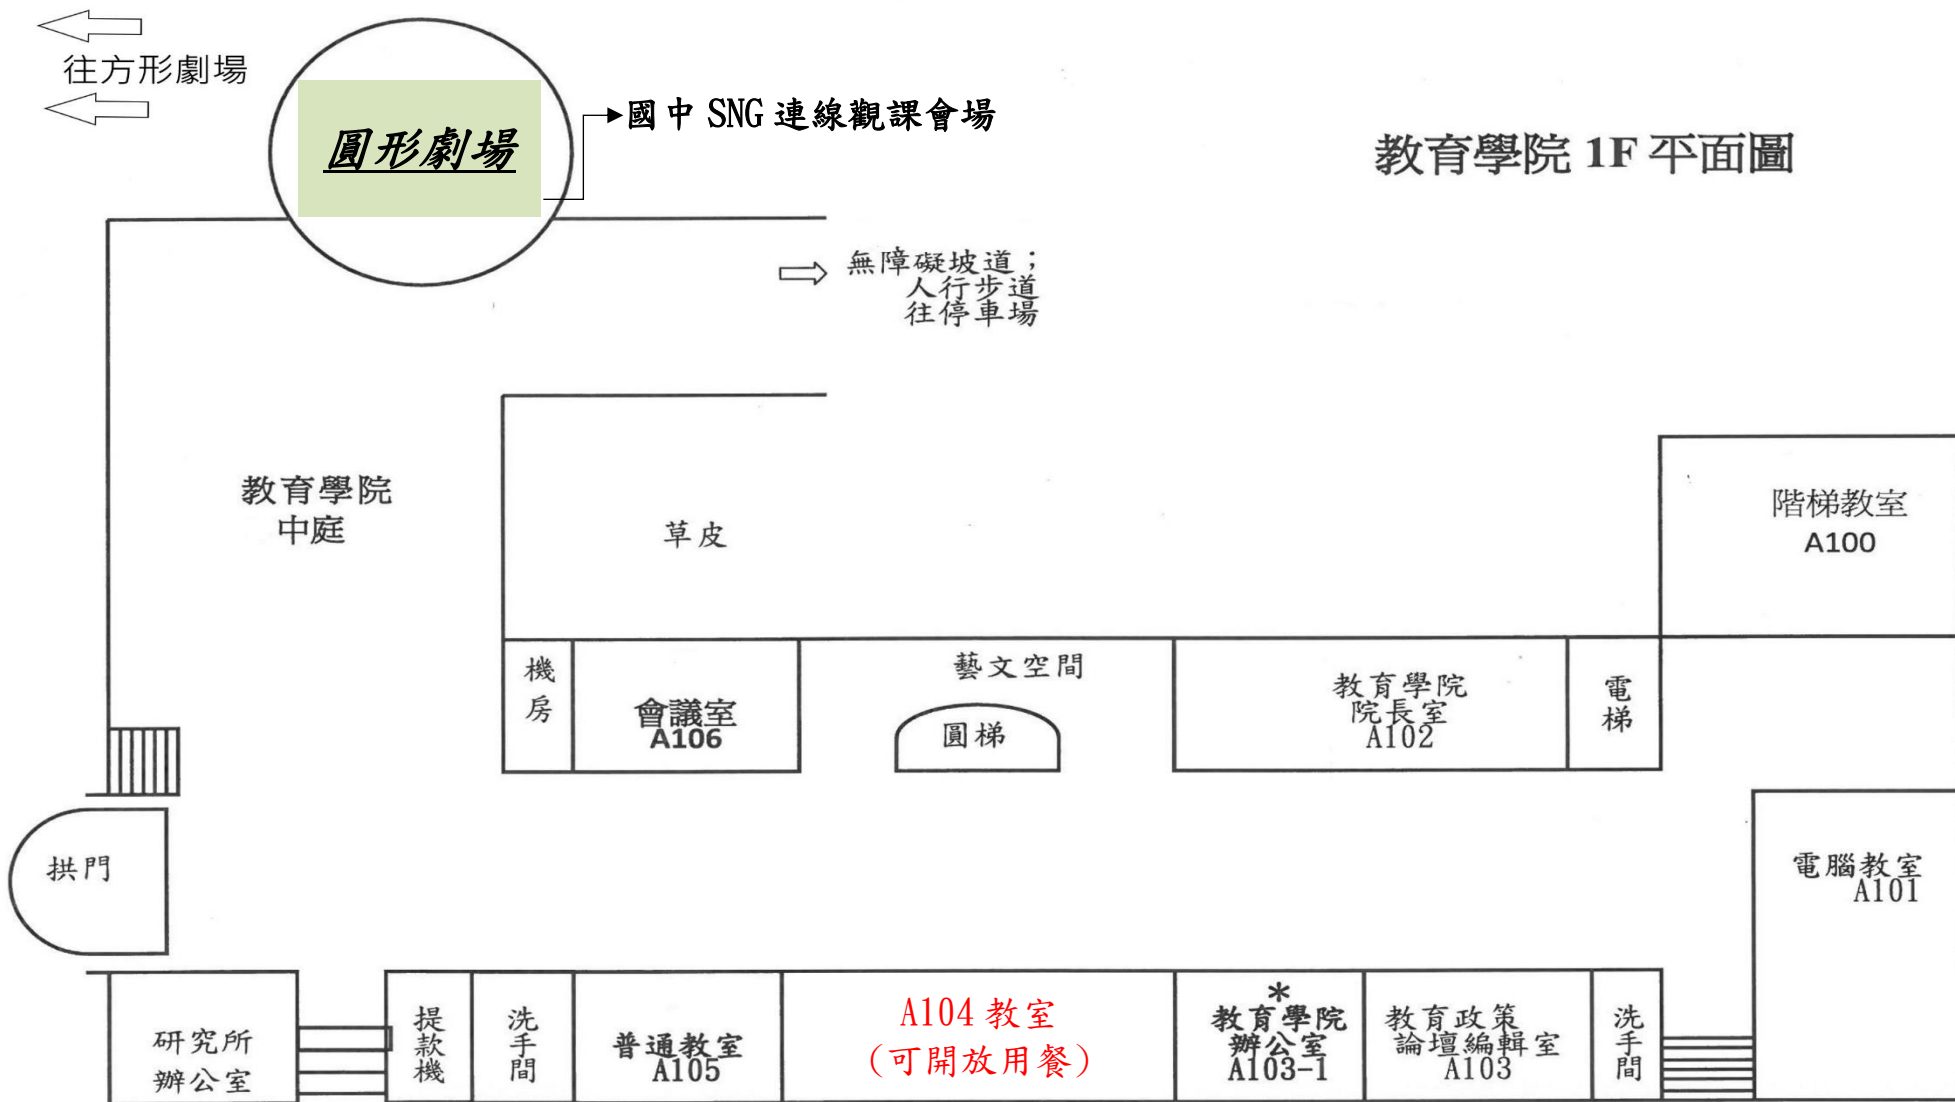 往方形劇場
圓形劇場
國中 SNG 連線觀課會場
教育學院 1F 平面圖
無障礙坡道；
人行步道
往停車場
教育學院
中庭
草皮
階梯教室
A100
機房
會議室
A106
藝文空間
圓梯
教育學院
院長室
A102
電梯
拱門
電腦教室
A101
研究所
辦公室
提款機
洗手間
普通教室
A105
A104 教室
(可開放用餐)
*
教育學院
辦公室
A103-1
教育政策
論壇編輯室
A103
洗手間